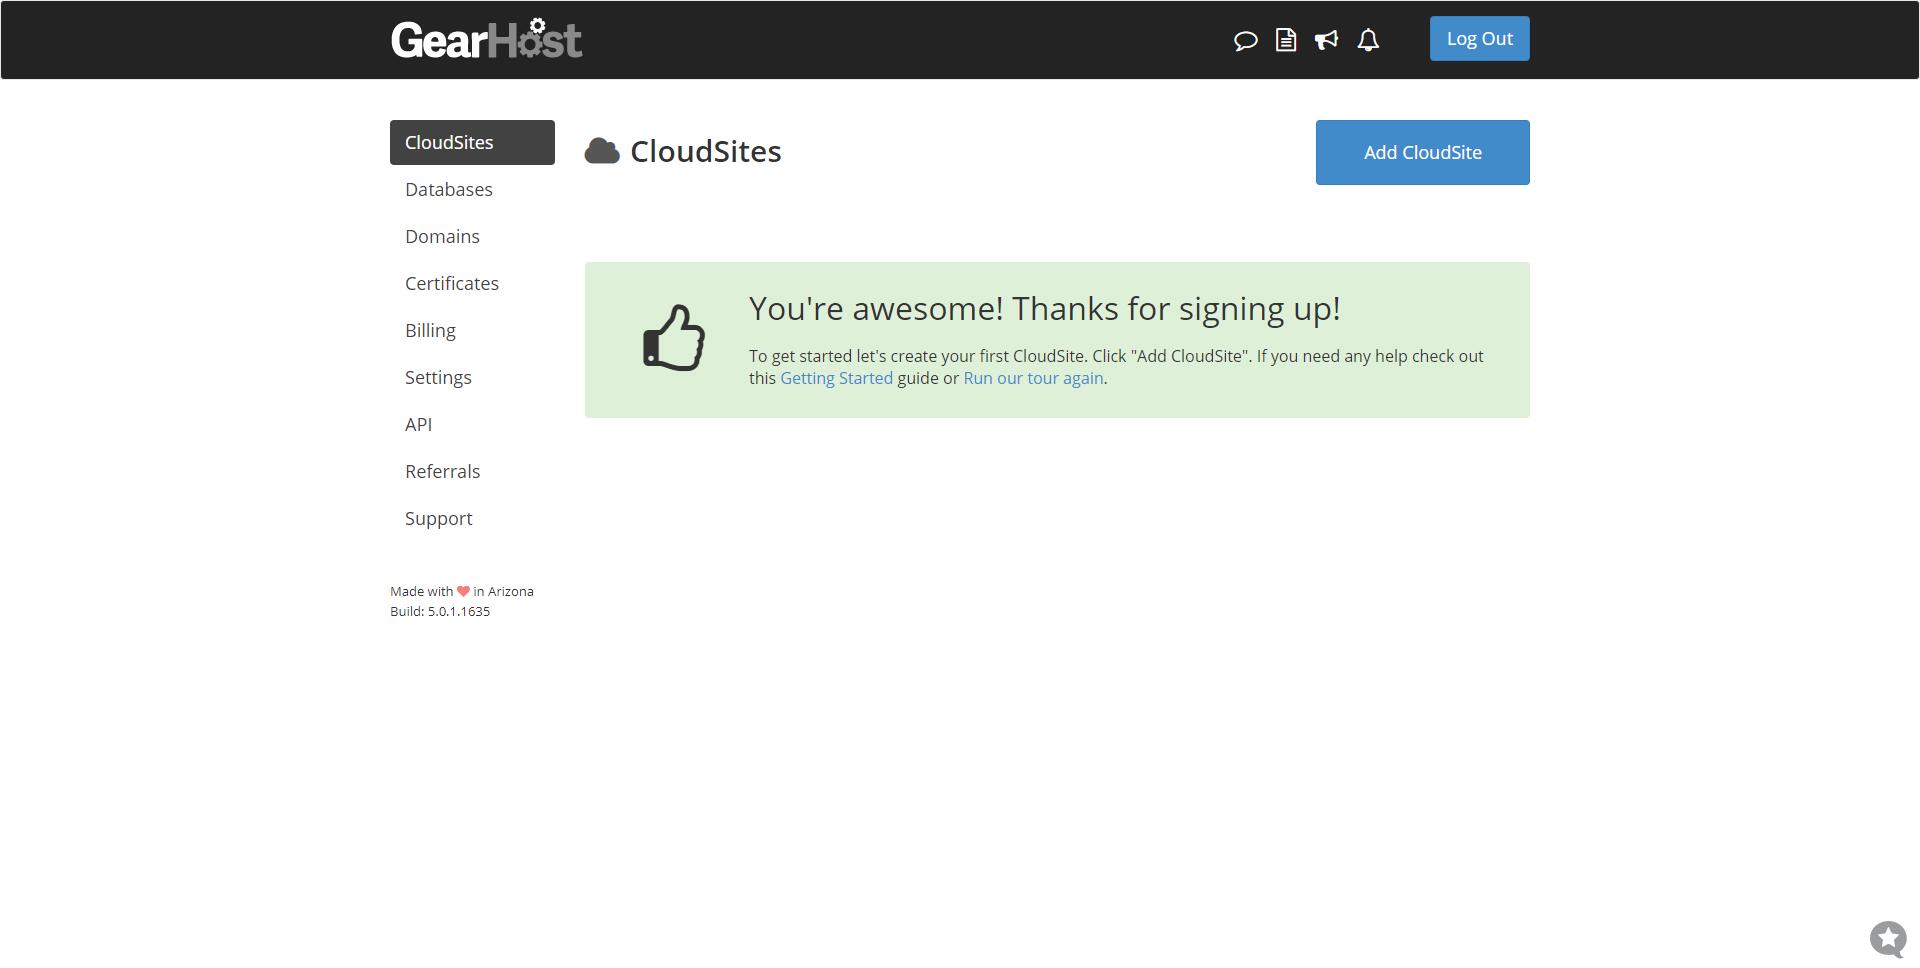 GearHost
Log Out
CloudSites
Databases
Domains
Certificates
Billing
Settings
API
Referrals
Support
Made with in Arizona
Build: 5.0.1.1635
CloudSites
Add CloudSite
You're awesome! Thanks for signing up!
To get started let's create your first CloudSite. Click "Add CloudSite". If you need any help check out
this Getting Started guide or Run our tour again.